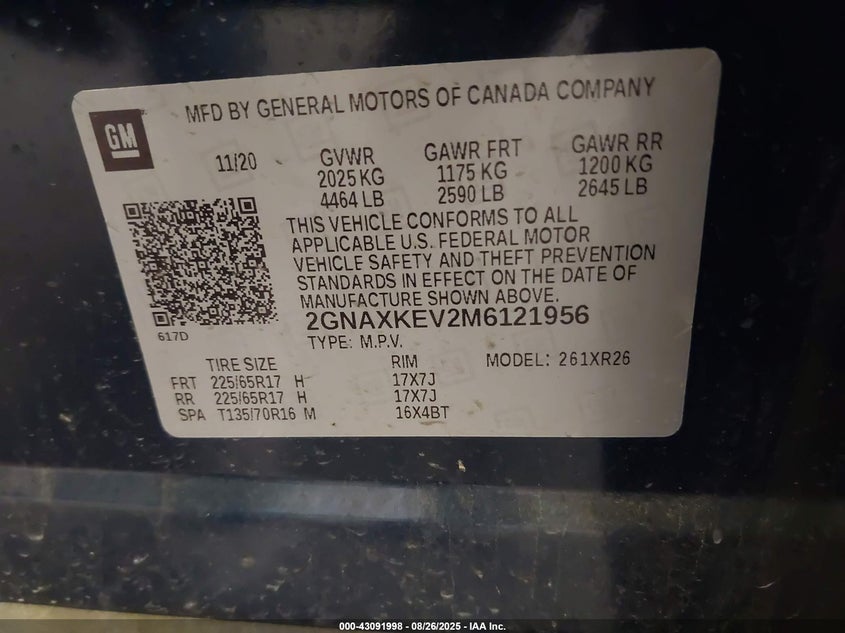 MFD BY GENERAL MOTORS OF CANADA COMPANY
GM
11/20 GVWR GAWR FRT GAWR RR
2025 KG 1175 KG 1200 KG
4464 LB 2590 LB 2645 LB
THIS VEHICLE CONFORMS TO ALL
APPLICABLE U.S. FEDERAL MOTOR
VEHICLE SAFETY AND THEFT PREVENTION
STANDARDS IN EFFECT ON THE DATE OF
MANUFACTURE SHOWN ABOVE.
617D
2GNAXKEV2M6121956
TYPE: M.P.V.
TIRE SIZE RIM MODEL: 261XR26
FRT 225/65R17 H 17X7J
RR 225/65R17 H 17X7J
SPA T135/70R16 M 16X4BT
000-43091998 - 08/26/2025 - IAA Inc.